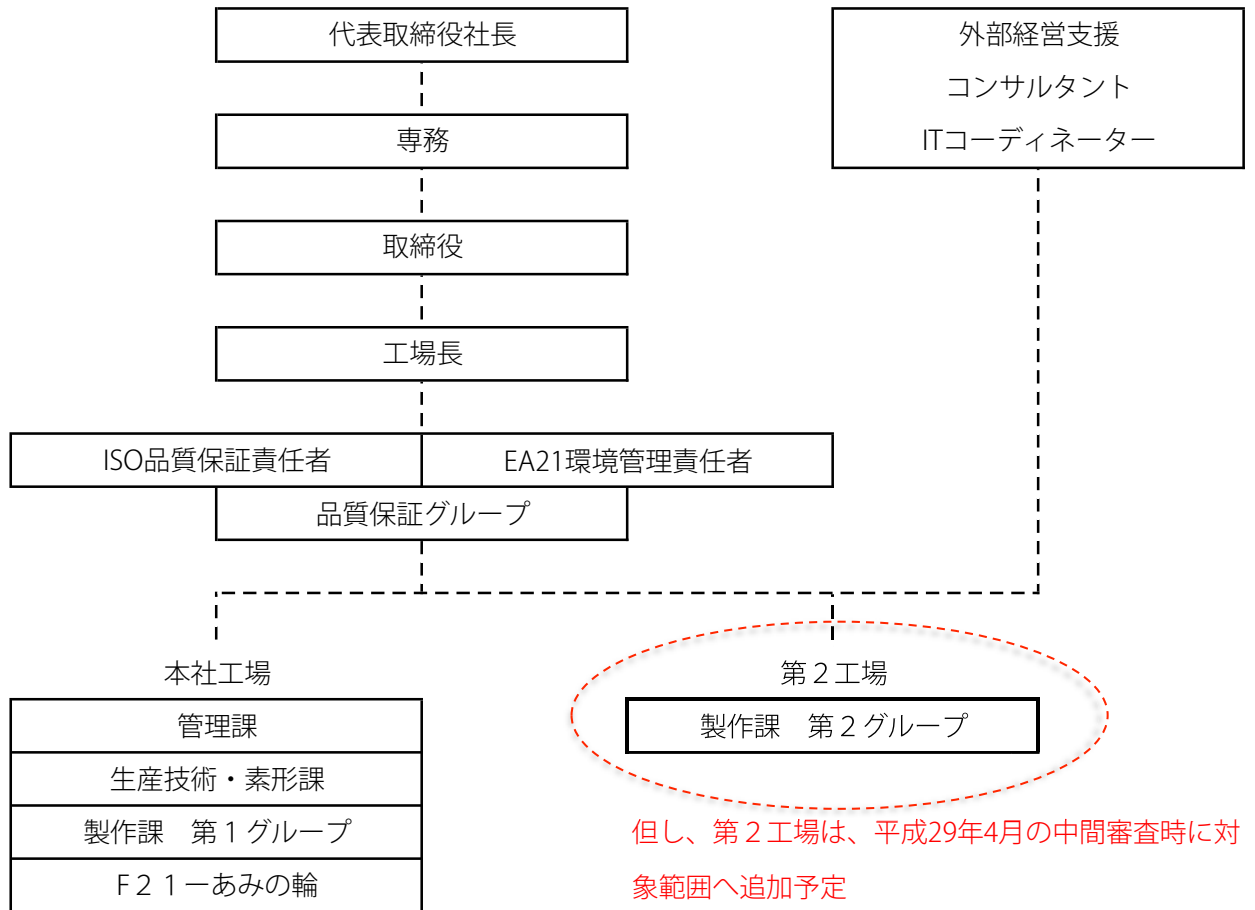 代表取締役社長
外部経営支援
コンサルタント
ITコーディネーター
専務
取締役
工場長
ISO品質保証責任者
EA21環境管理責任者
品質保証グループ
本社工場
管理課
生産技術・素形課
製作課　第１グループ
F２１ーあみの輪
第２工場
製作課　第２グループ
但し、第２工場は、平成29年4月の中間審査時に対
象範囲へ追加予定